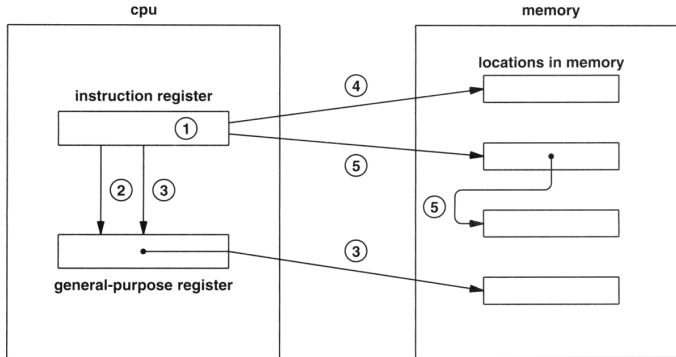 cpu
memory
locations in memory
instruction register
4
1
5
2
3
5
3
general-purpose register